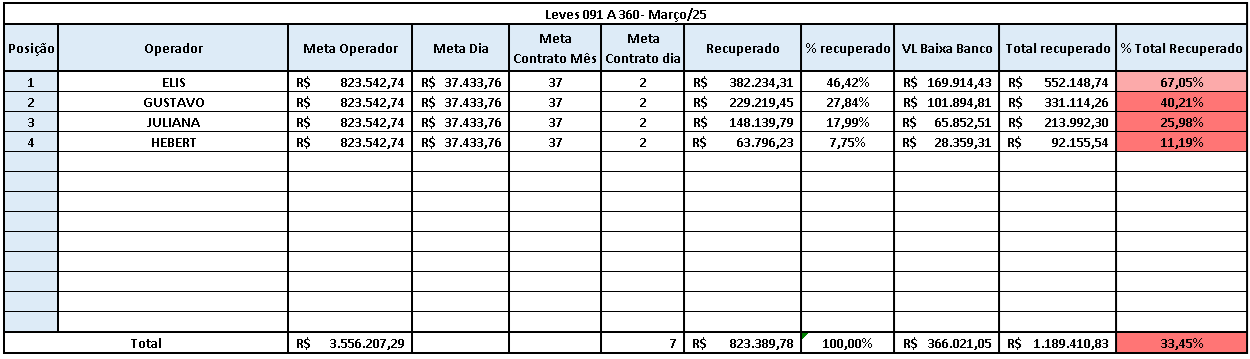 Leves 091 A 360- Março/25
Posição Operador Meta Operador Meta Dia Meta Contrato Mês Meta Contrato dia Recuperado % recuperado VL Baixa Banco Total recuperado % Total Recuperado
1 ELIS R$ 823.542,74 R$ 37.433,76 37 2 R$ 382.234,31 46,42% R$ 169.914,43 R$ 552.148,74 67,05%
2 GUSTAVO R$ 823.542,74 R$ 37.433,76 37 2 R$ 229.219,45 27,84% R$ 101.894,81 R$ 331.114,26 40,21%
3 JULIANA R$ 823.542,74 R$ 37.433,76 37 2 R$ 148.139,79 17,99% R$ 65.852,51 R$ 213.992,30 25,98%
4 HEBERT R$ 823.542,74 R$ 37.433,76 37 2 R$ 63.796,23 7,75% R$ 28.359,31 R$ 92.155,54 11,19%
Total R$ 3.556.207,29 7 R$ 823.389,78 100,00% R$ 366.021,05 R$ 1.189.410,83 33,45%